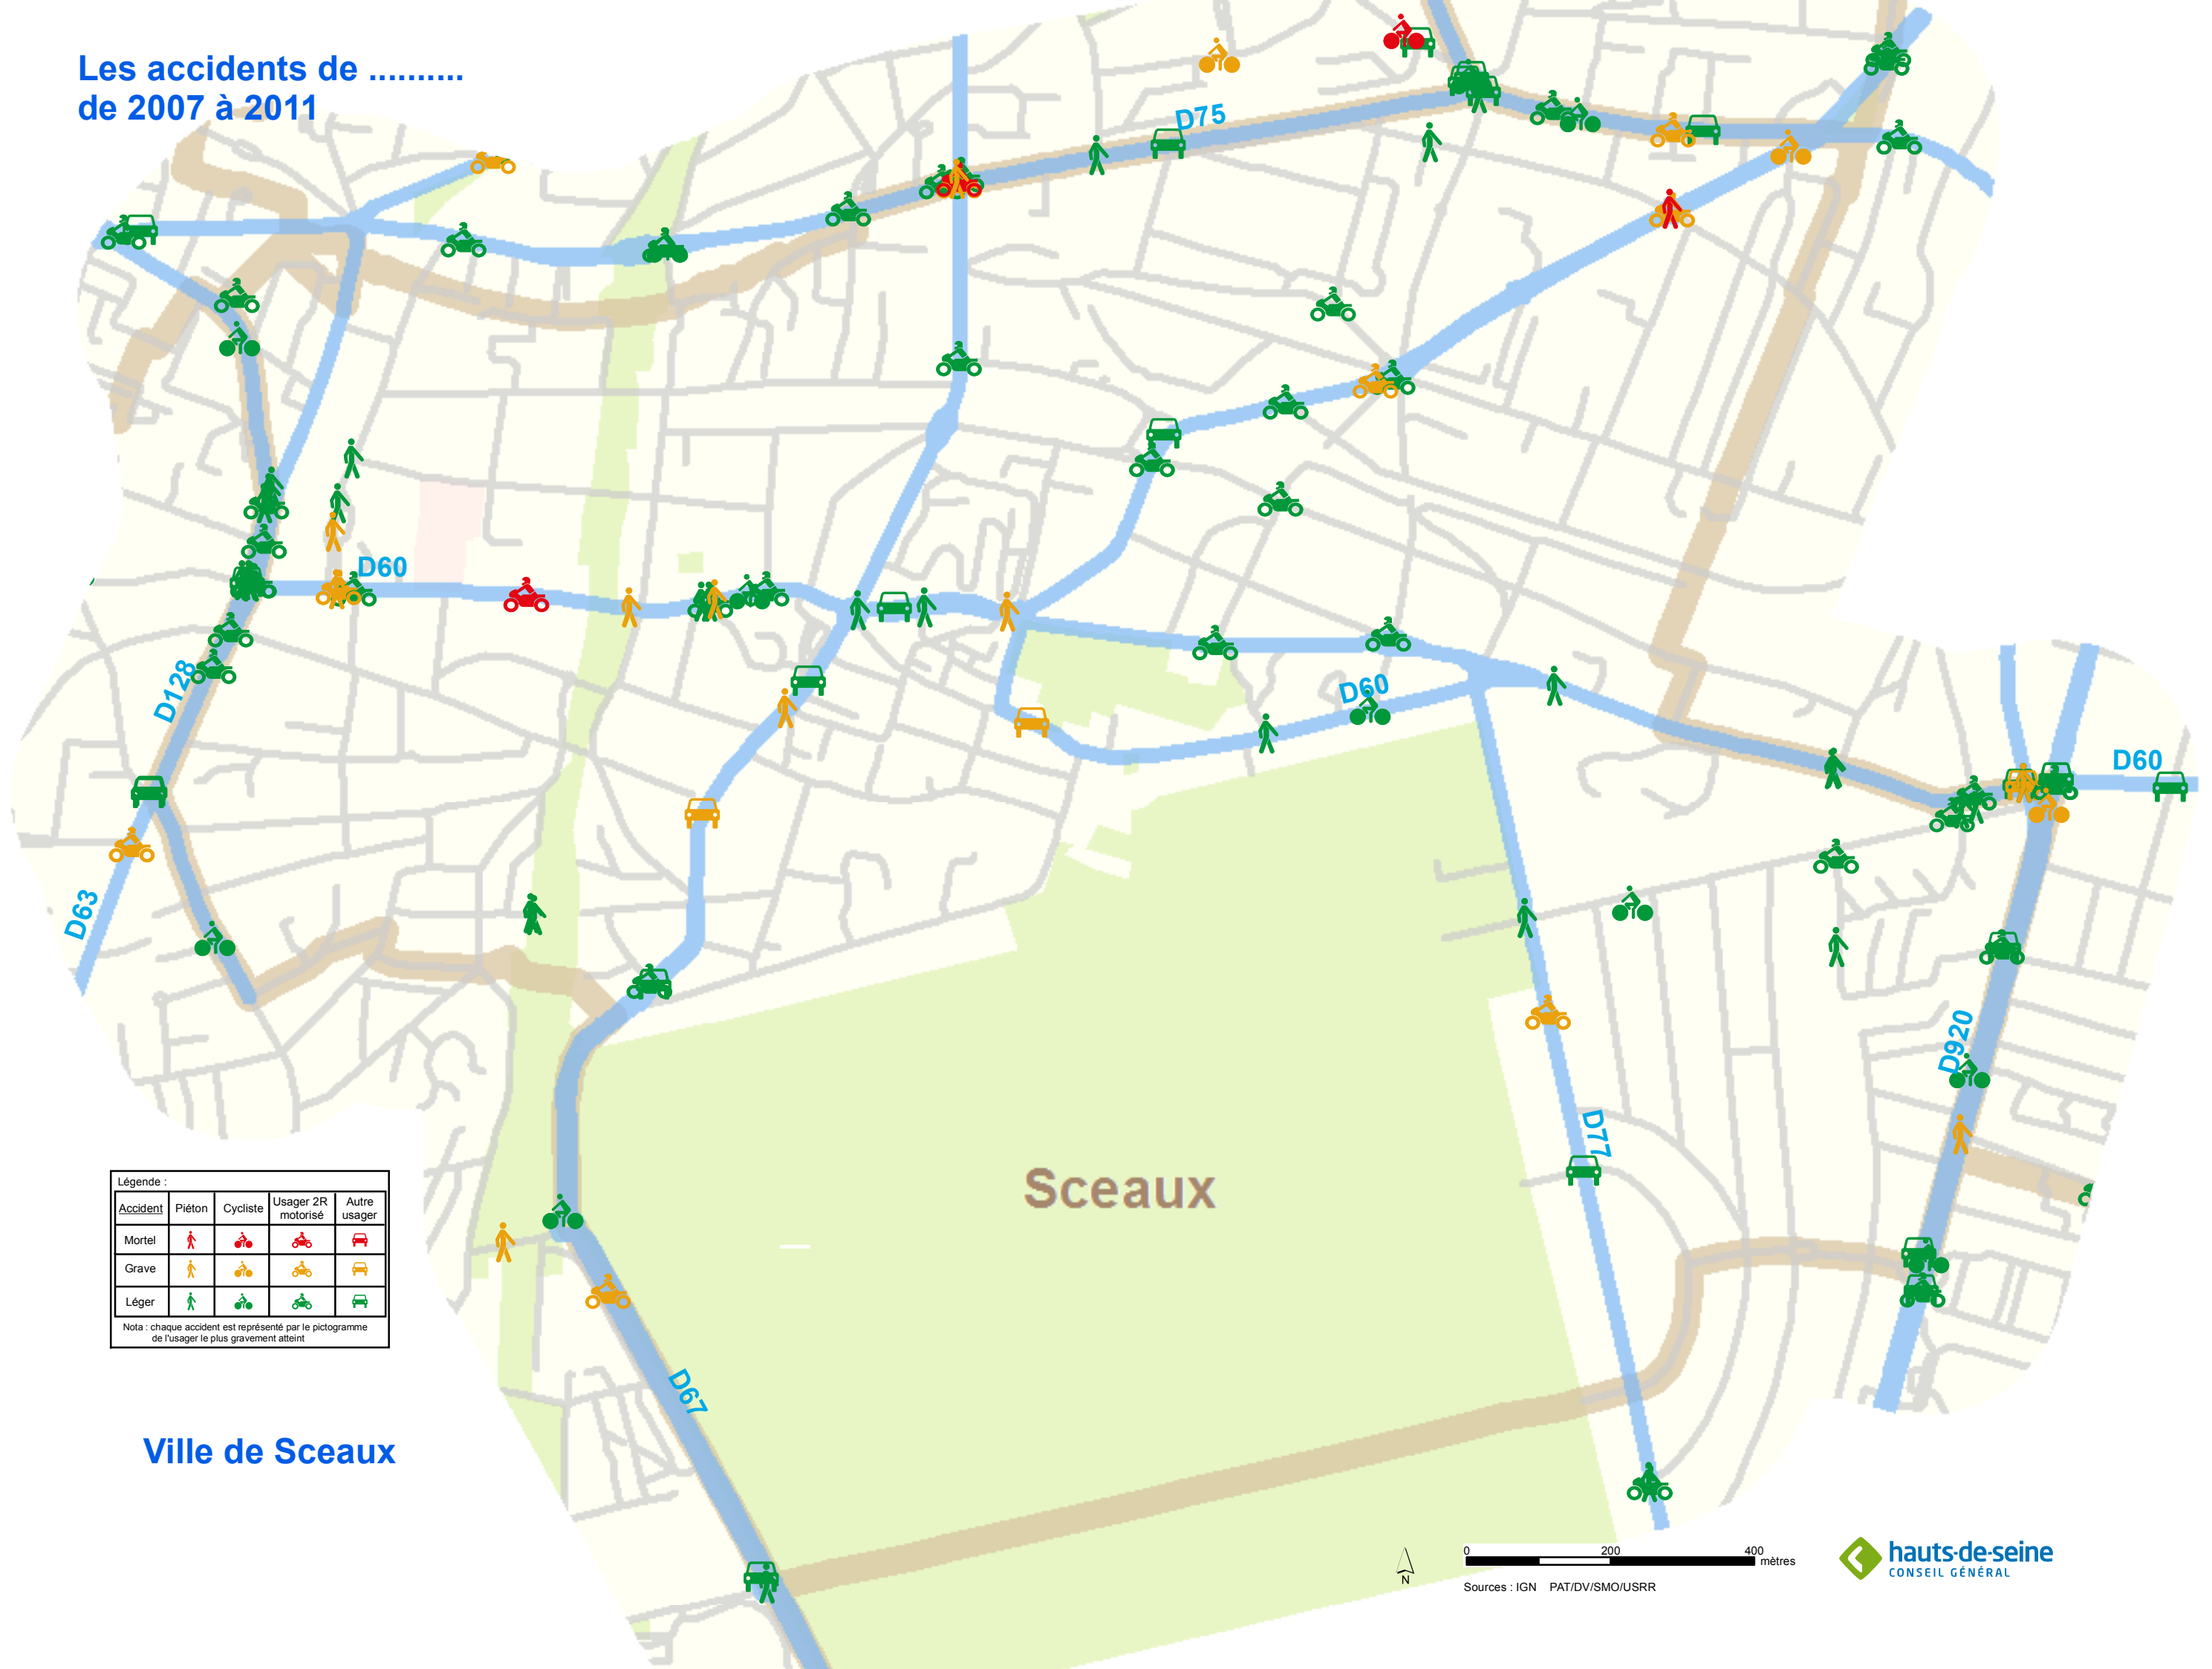 Les accidents de ..........
de 2007 à 2011
D75
D60
D128
D60
D60
D63
D920
D77
D67
Sceaux
Légende :
Accident Piéton Cycliste Usager 2R motorisé Autre usager
Mortel
Grave
Léger
Nota : chaque accident est représenté par le pictogramme
de l'usager le plus gravement atteint
Ville de Sceaux
N
0 200 400
mètres
Sources : IGN PAT/DV/SMO/USRR
hauts-de-seine
CONSEIL GÉNÉRAL